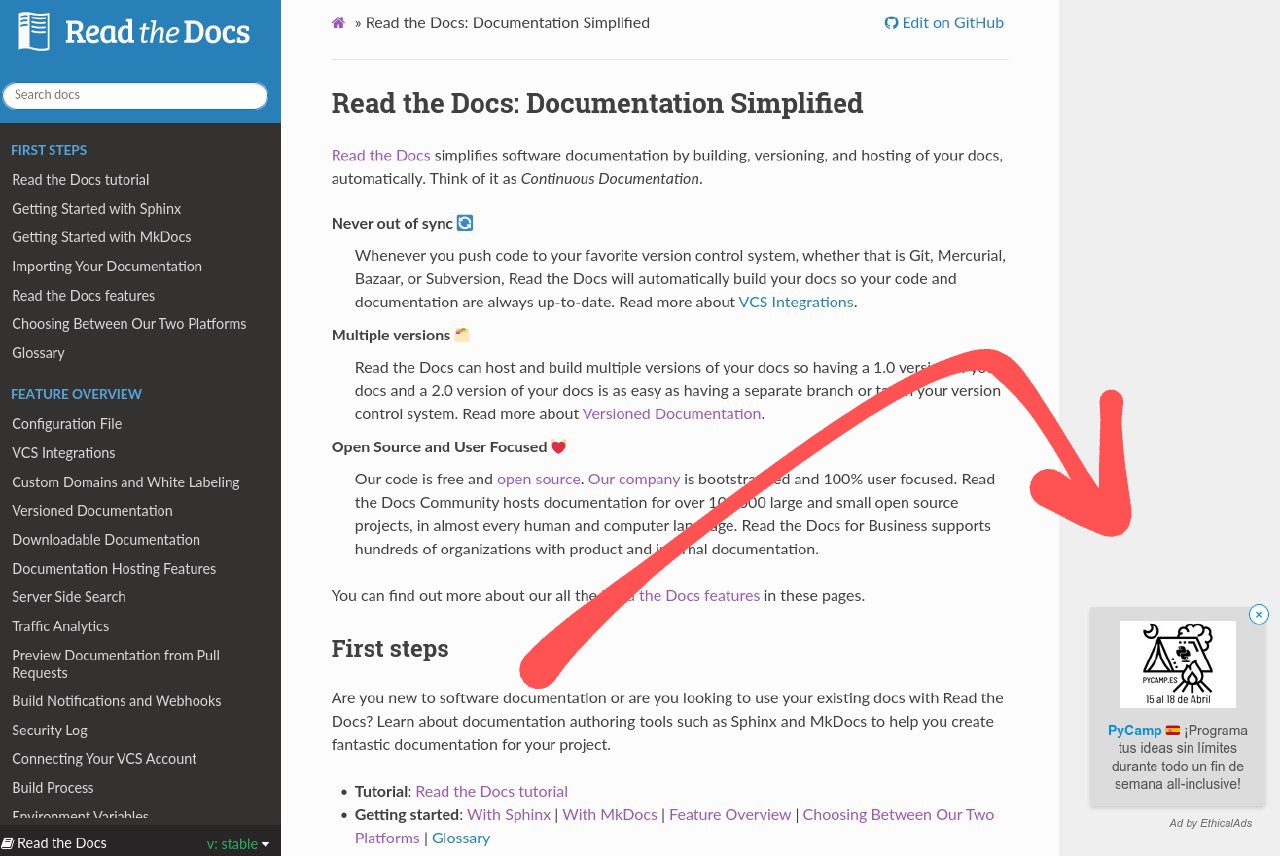 Read the Docs
Search docs
FIRST STEPS
Read the Docs tutorial
Getting Started with Sphinx
Getting Started with MkDocs
Importing Your Documentation
Read the Docs features
Choosing Between Our Two Platforms
Glossary
FEATURE OVERVIEW
Configuration File
VCS Integrations
Custom Domains and White Labeling
Versioned Documentation
Downloadable Documentation
Documentation Hosting Features
Server Side Search
Traffic Analytics
Preview Documentation from Pull
Requests
Build Notifications and Webhooks
Security Log
Connecting Your VCS Account
Build Process
Environment Variables
Read the Docs v: stable
» Read the Docs: Documentation Simplified Edit on GitHub
Read the Docs: Documentation Simplified
Read the Docs simplifies software documentation by building, versioning, and hosting of your docs,
automatically. Think of it as Continuous Documentation.
Never out of sync
Whenever you push code to your favorite version control system, whether that is Git, Mercurial,
Bazaar, or Subversion, Read the Docs will automatically build your docs so your code and
documentation are always up-to-date. Read more about VCS Integrations.
Multiple versions
Read the Docs can host and build multiple versions of your docs so having a 1.0
docs and a 2.0 version of your docs is as easy as having a separate branch or your version
control system. Read more about Versioned Documentation.
Open Source and User Focused
Our code is free and open source. Our company is and 100% user focused. Read
the Docs Community hosts documentation for over large and small open source
projects, in almost every human and computer Read the Docs for Business supports
hundreds of organizations with product and documentation.
You can find out more about our all the the Docs features in these pages.
First steps
Are you new to software documentation or are you looking to use your existing docs with Read the
Docs? Learn about documentation authoring tools such as Sphinx and MkDocs to help you create
fantastic documentation for your project.
• Tutorial: Read the Docs tutorial
• Getting started: With Sphinx | With MkDocs | Feature Overview | Choosing Between Our Two
Platforms | Glossary
PYCAMP.ES
15 al 18 de Abril
PyCamp 🇪🇸 ¡Programa
tus ideas sin límites
durante todo un fin de
semana all-inclusive!
Ad by EthicalAds